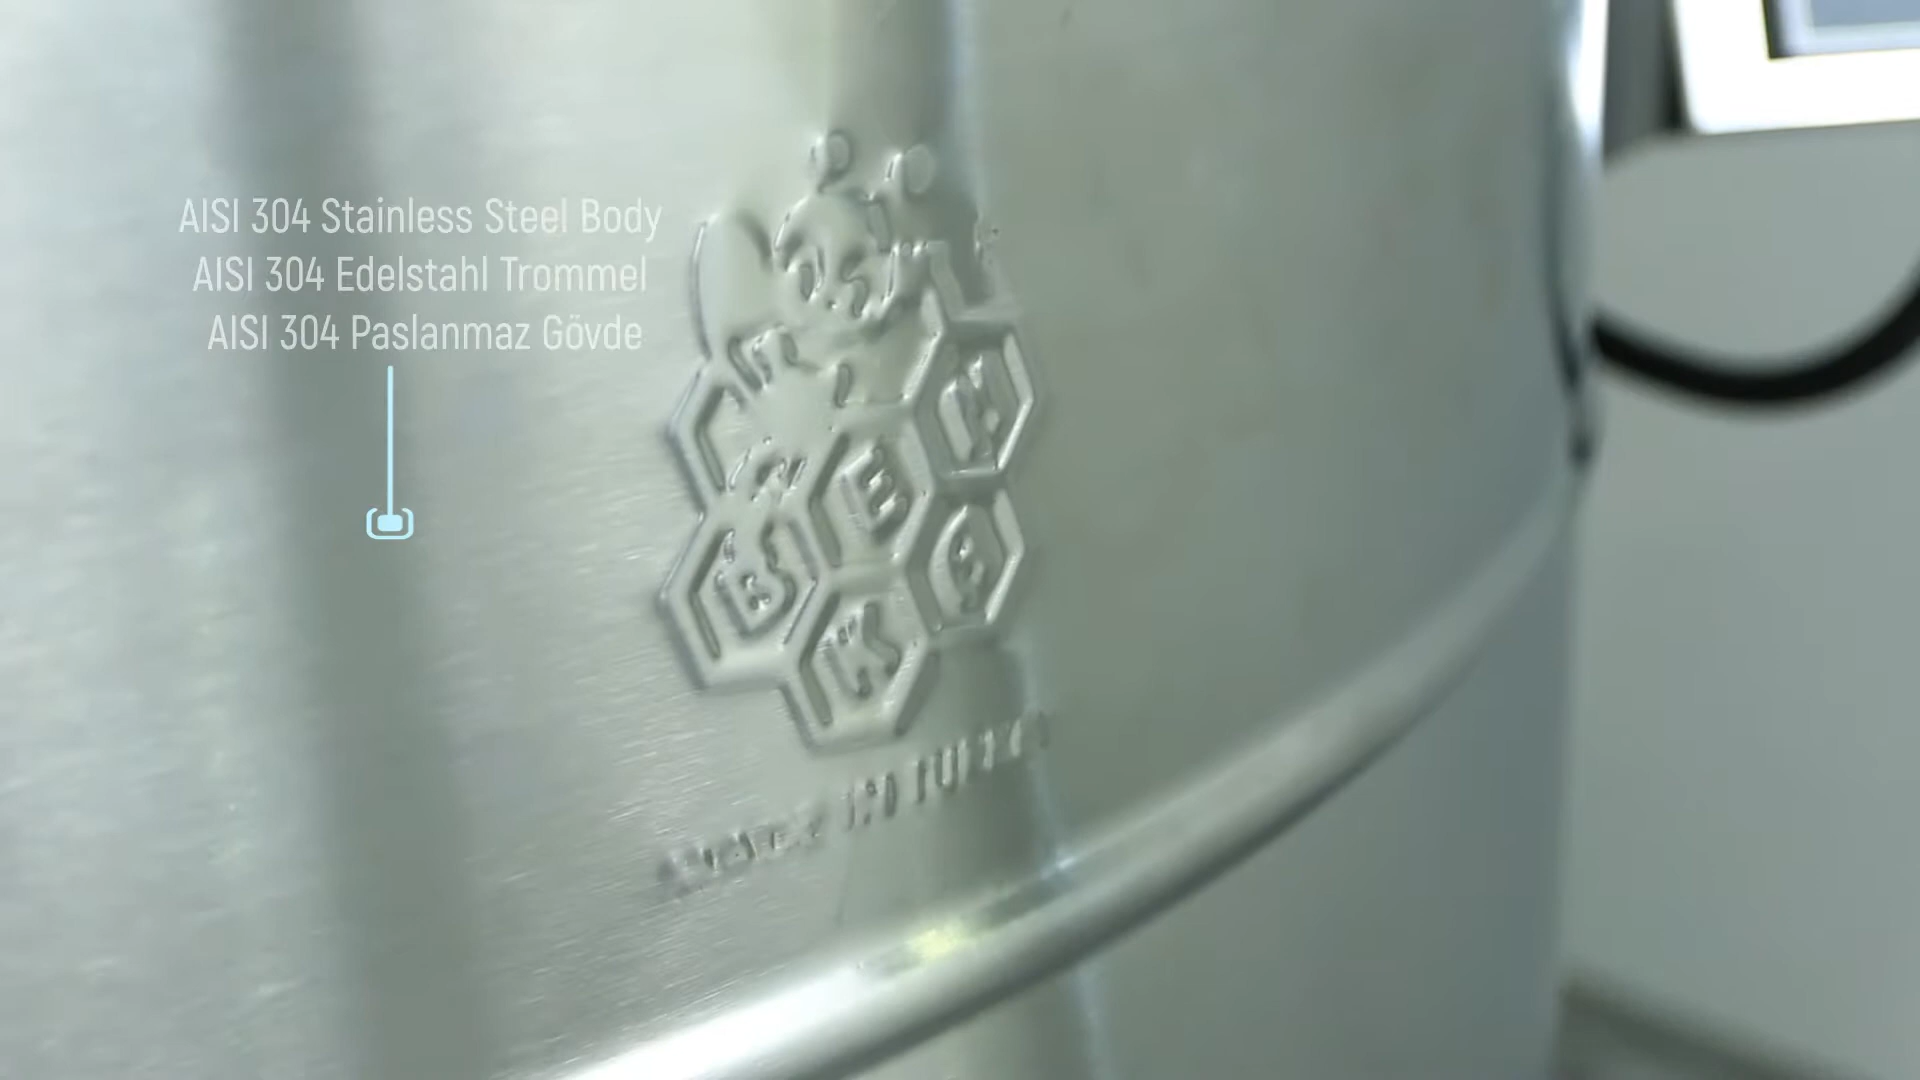 AISI 304 Stainless Steel Body
AISI 304 Edelstahl Trommel
AISI 304 Paslanmaz Gövde
N
E
B
K